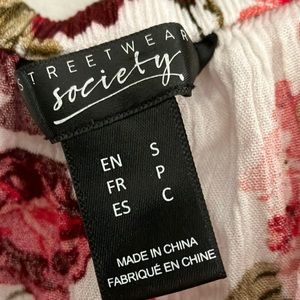 STREETWEAR
society
EN S
FR P
ES C
MADE IN CHINA
FABRIQUÉ EN CHINE